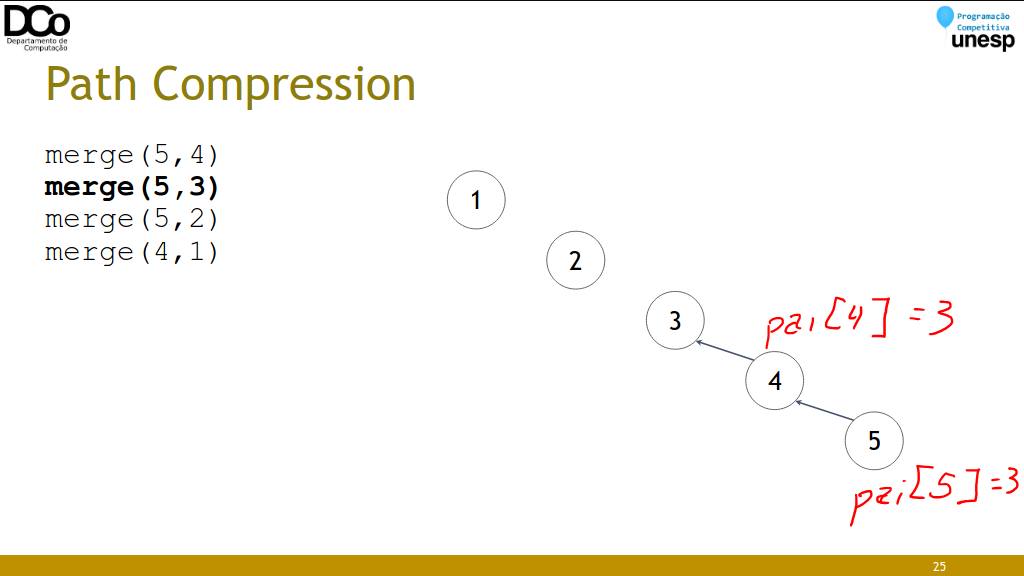 DCo
Departamento de
Computação
Programação
Competitiva
unesp
Path Compression
merge(5,4)
merge(5,3)
merge(5,2)
merge(4,1)
1
2
3
pai[4]=3
4
5
pai[5]=3
25